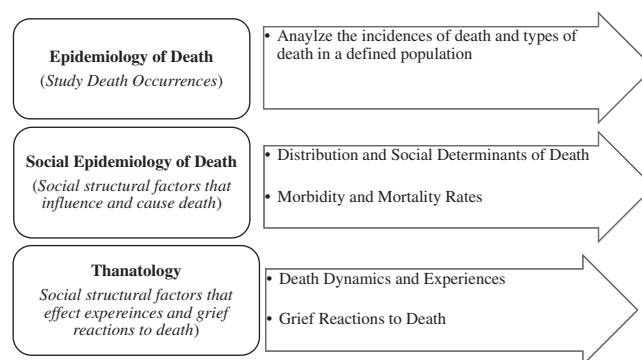 Epidemiology of Death
(Study Death Occurrences)
• Anaylze the incidences of death and types of
death in a defined population
Social Epidemiology of Death
(Social structural factors that
influence and cause death)
• Distribution and Social Determinants of Death
• Morbidity and Mortality Rates
Thanatology
Social structural factors that
effect expereinces and grief
reactions to death)
• Death Dynamics and Experiences
• Grief Reactions to Death